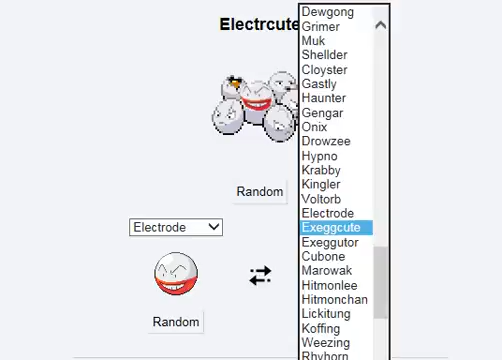 Electrcute
Random
Electrode
Random
Dewgong
Grimer
Muk
Shellder
Cloyster
Gastly
Haunter
Gengar
Onix
Drowzee
Hypno
Krabby
Kingler
Voltorb
Electrode
Exeggcute
Exeggutor
Cubone
Marowak
Hitmonlee
Hitmonchan
Lickitung
Koffing
Weezing
Rhyhorn